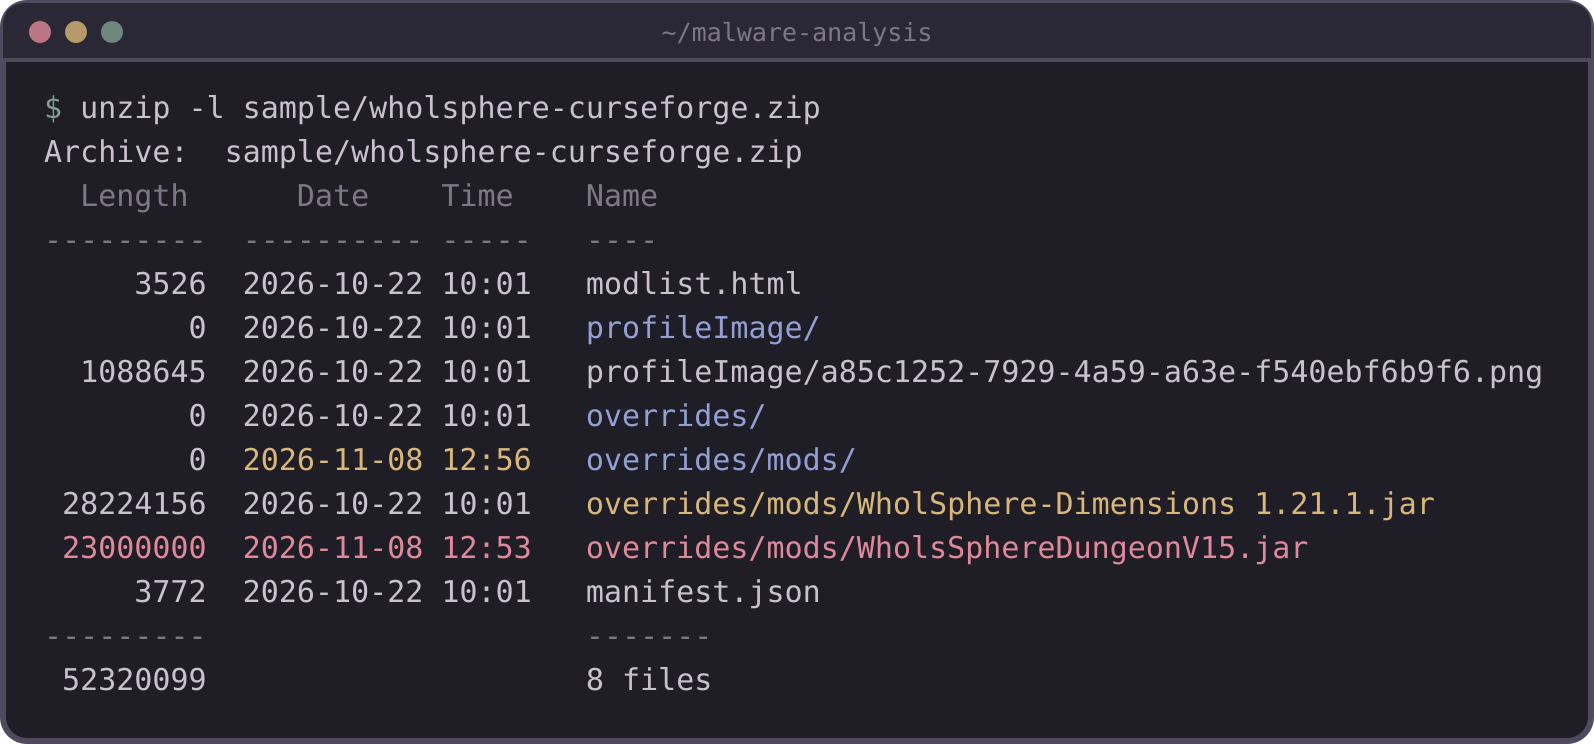 ~/malware-analysis
$ unzip -l sample/wholsphere-curseforge.zip
Archive:  sample/wholsphere-curseforge.zip
  Length      Date    Time    Name
---------  ---------- -----   ----
     3526  2026-10-22 10:01   modlist.html
        0  2026-10-22 10:01   profileImage/
  1088645  2026-10-22 10:01   profileImage/a85c1252-7929-4a59-a63e-f540ebf6b9f6.png
        0  2026-10-22 10:01   overrides/
        0  2026-11-08 12:56   overrides/mods/
 28224156  2026-10-22 10:01   overrides/mods/WholSphere-Dimensions 1.21.1.jar
 23000000  2026-11-08 12:53   overrides/mods/WholsSphereDungeonV15.jar
     3772  2026-10-22 10:01   manifest.json
---------                     -------
 52320099                     8 files